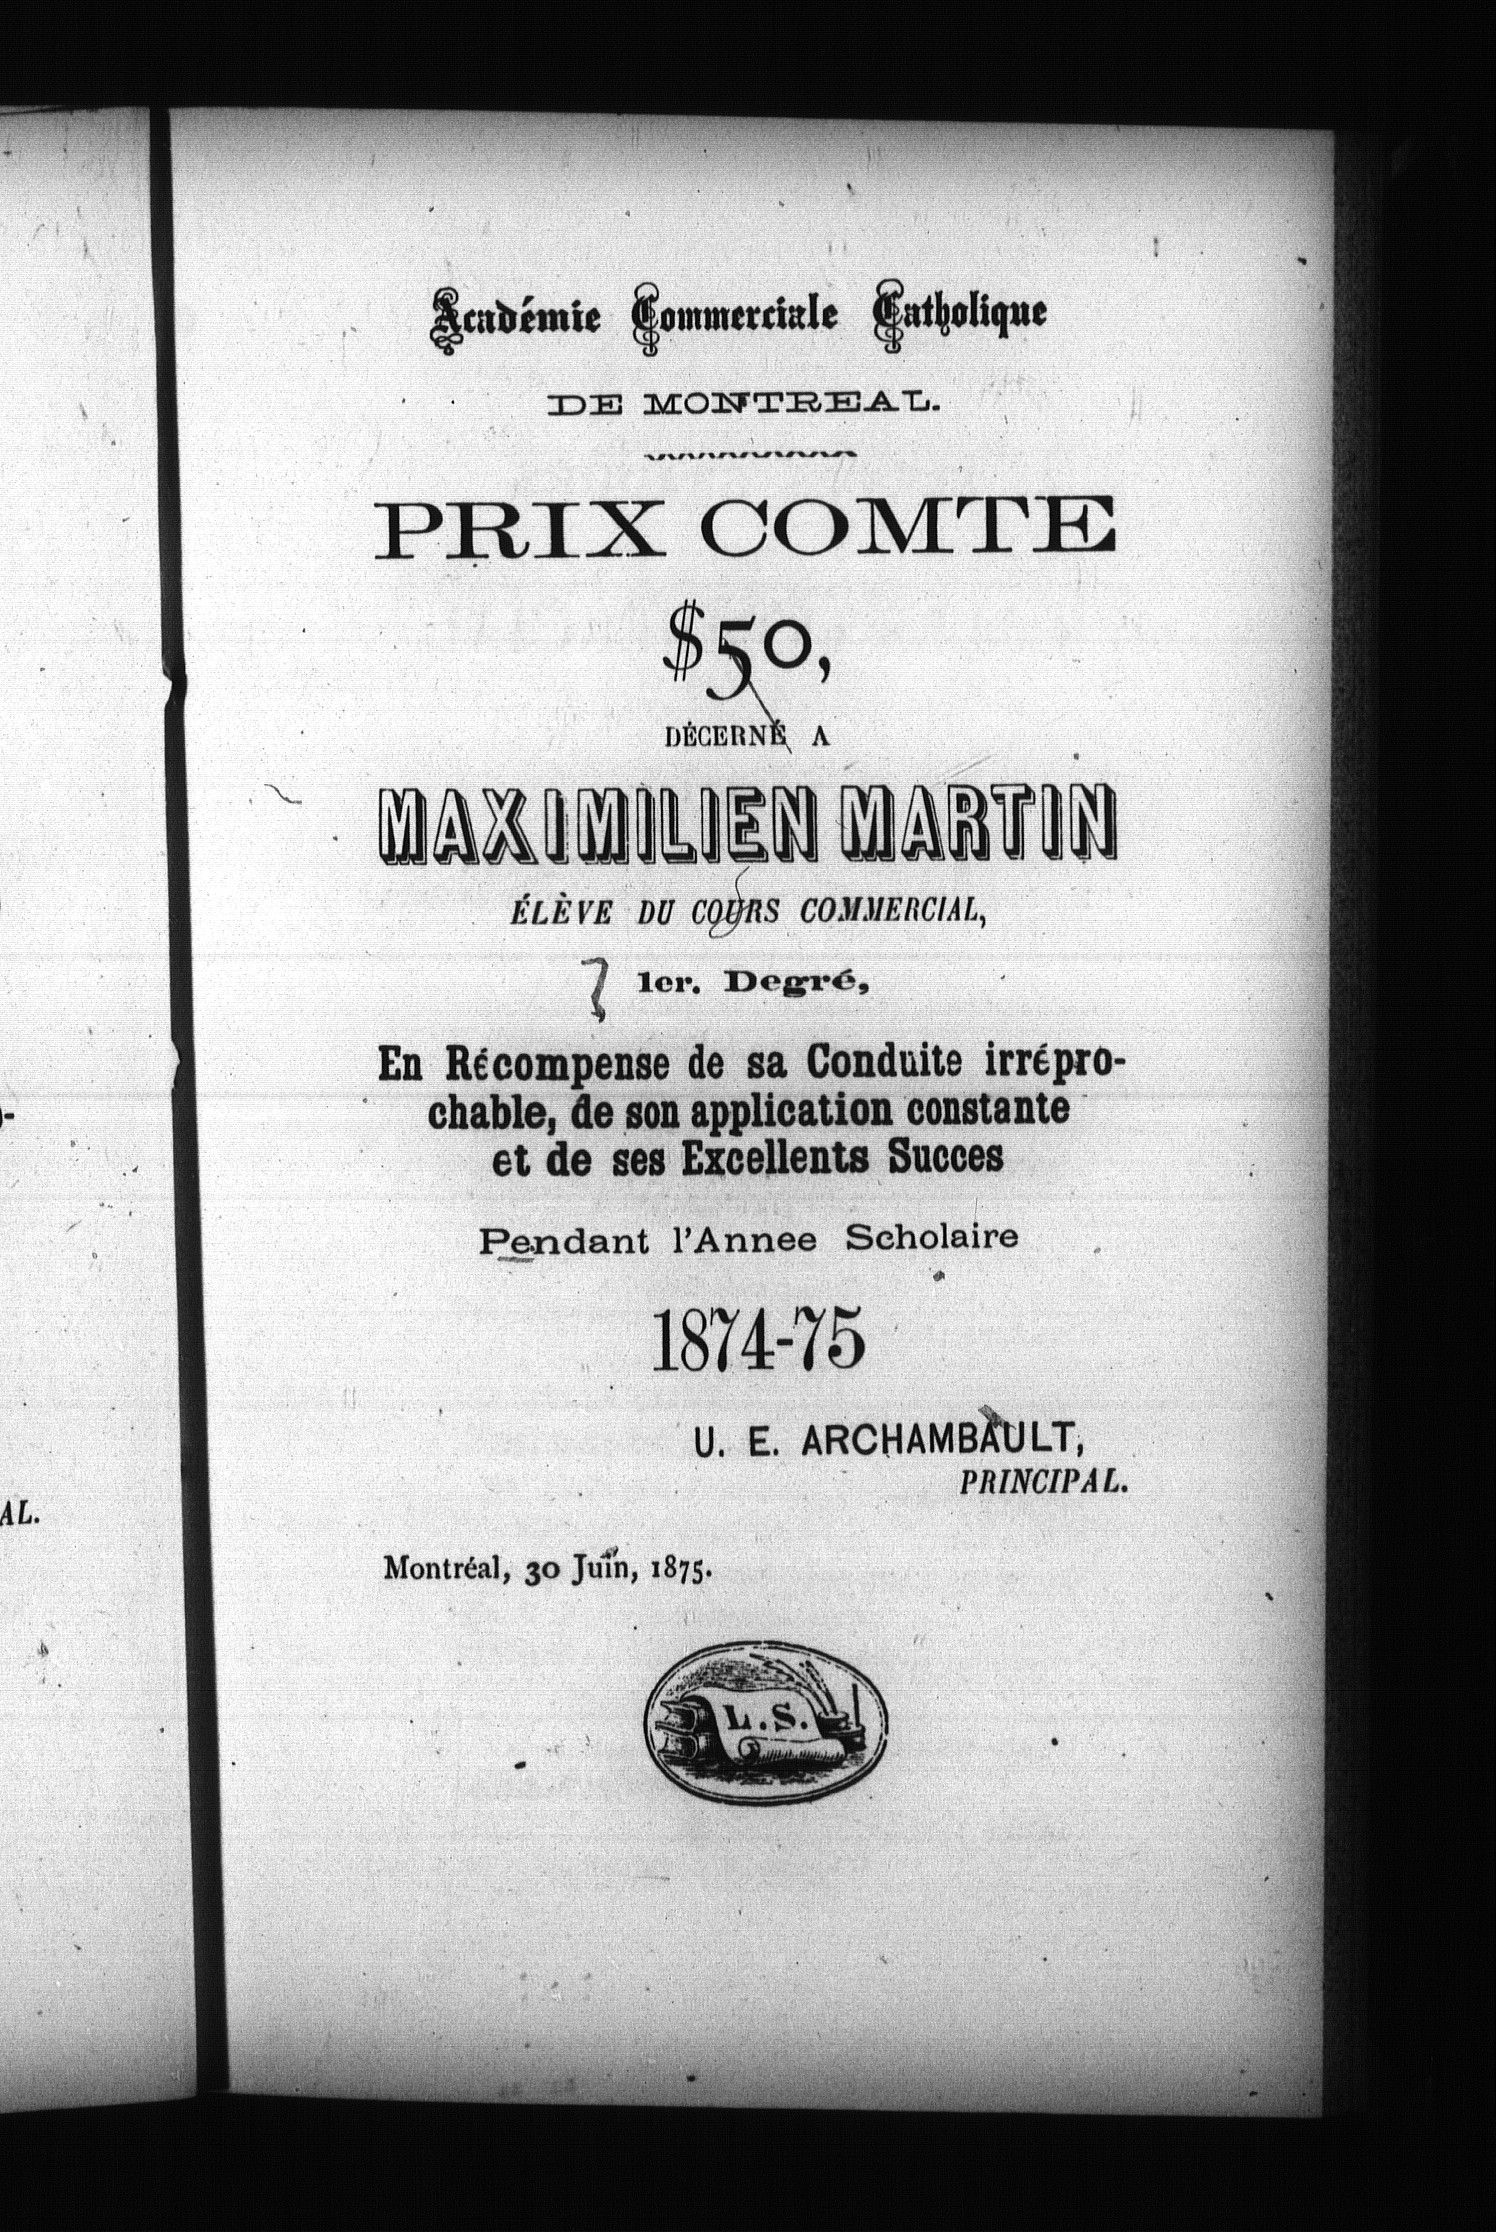 Académie Commerciale Catholique
DE MONTREAL.
PRIX COMTE
$50,
DÉCERNÉ A
MAXIMILIEN MARTIN
ÉLÈVE DU COURS COMMERCIAL,
1er. Degré,
En Récompense de sa Conduite irrépro-
chable, de son application constante
et de ses Excellents Succes
Pendant l'Annee Scholaire
1874-75
U. E. ARCHAMBAULT,
PRINCIPAL.
AL.
Montréal, 30 Juin, 1875.
L.S.